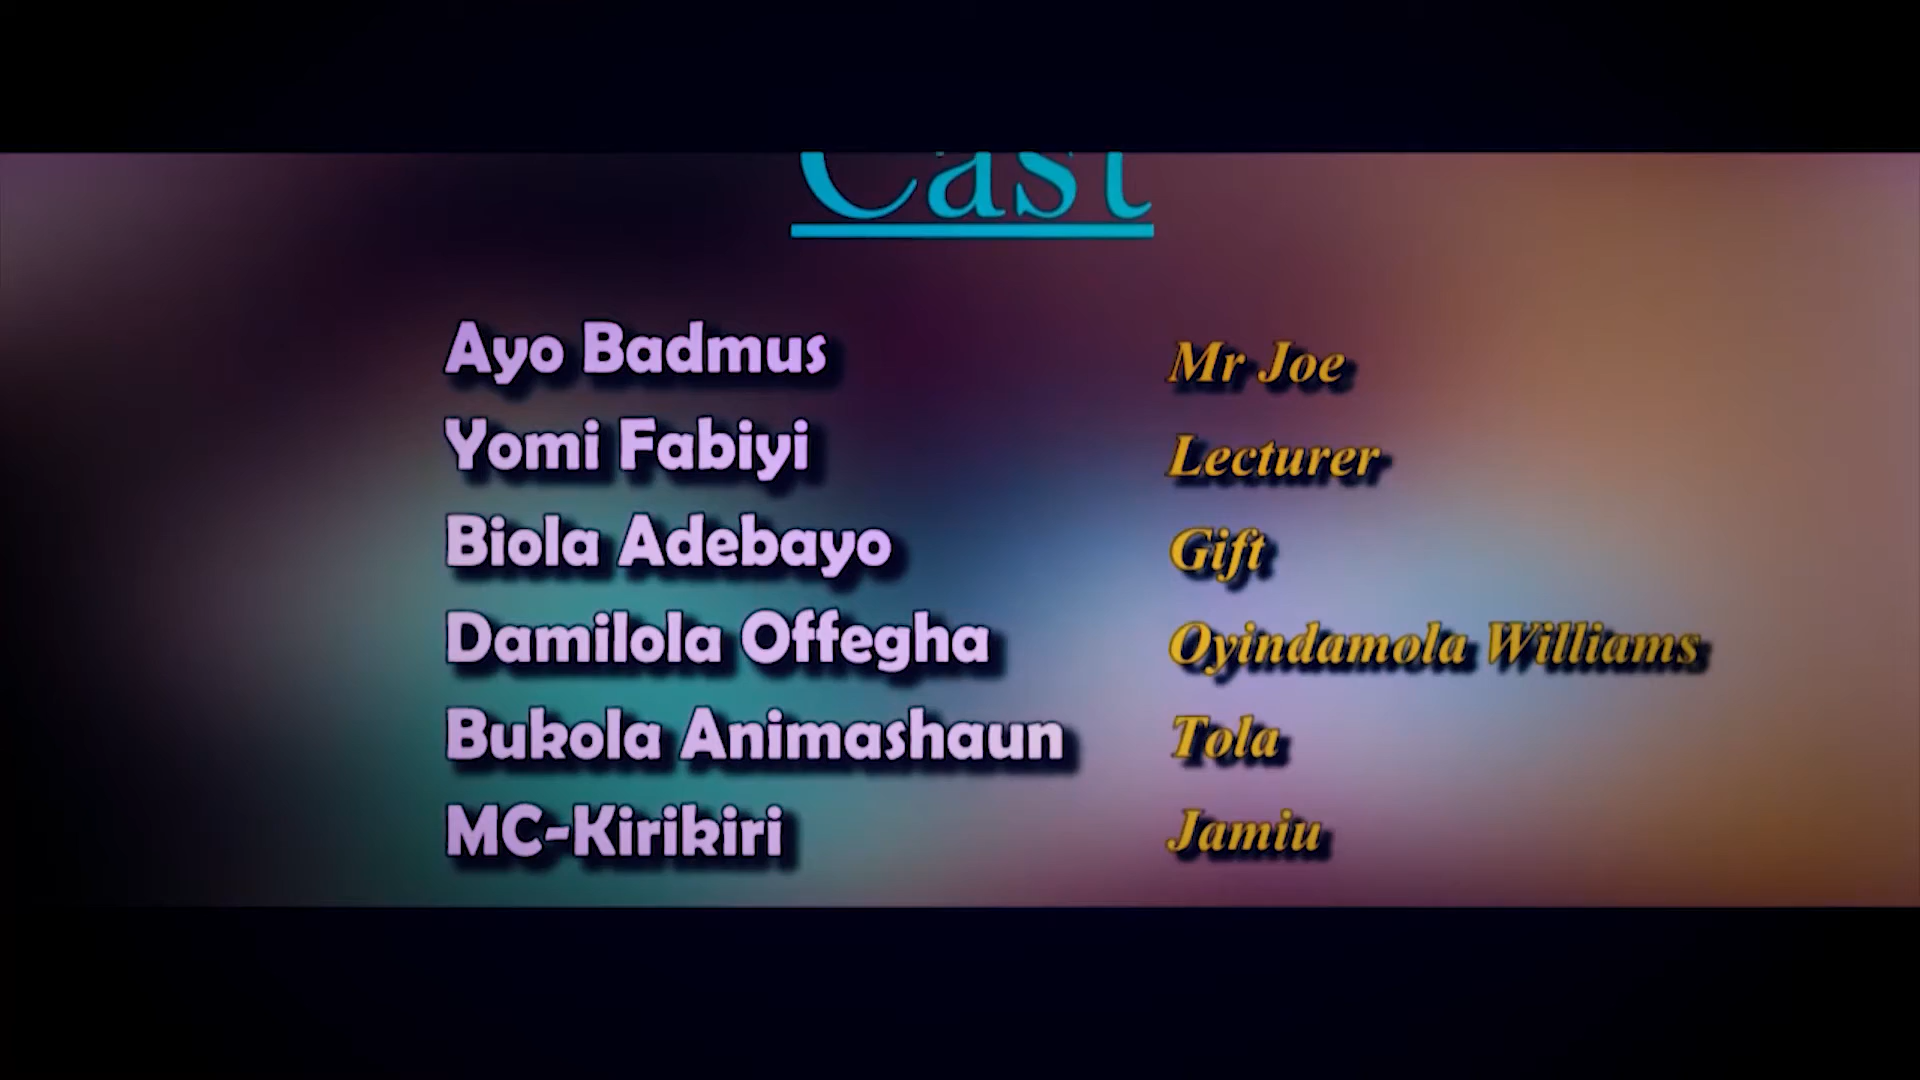 Cast
Ayo Badmus Mr Joe
Yomi Fabiyi Lecturer
Biola Adebayo Gift
Damilola Offegha Oyindamola Williams
Bukola Animashaun Tola
MC-Kirikiri Jamiu